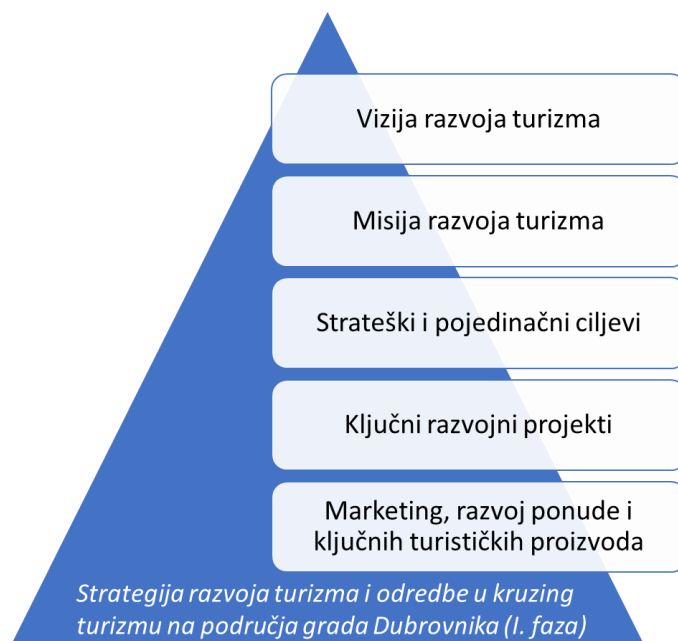 Vizija razvoja turizma
Misija razvoja turizma
Strateški i pojedinačni ciljevi
Ključni razvojni projekti
Marketing, razvoj ponude i
ključnih turističkih proizvoda
Strategija razvoja turizma i odredbe u kruzing
turizmu na područja grada Dubrovnika (I. faza)